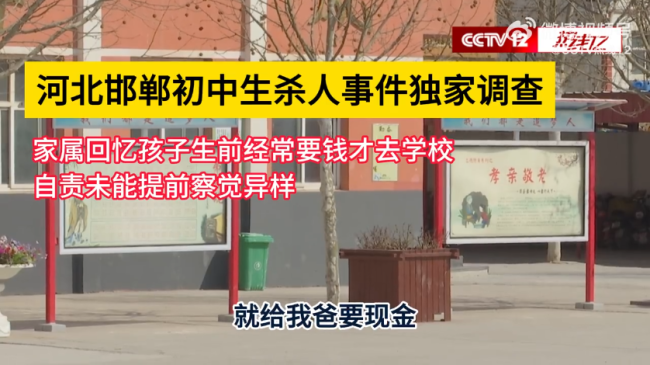 CCTV12
河北邯郸初中生杀人事件独家调查
家属回忆孩子生前经常要钱才去学校
自责未能提前察觉异样
孝亲敬老
就给我爸要现金